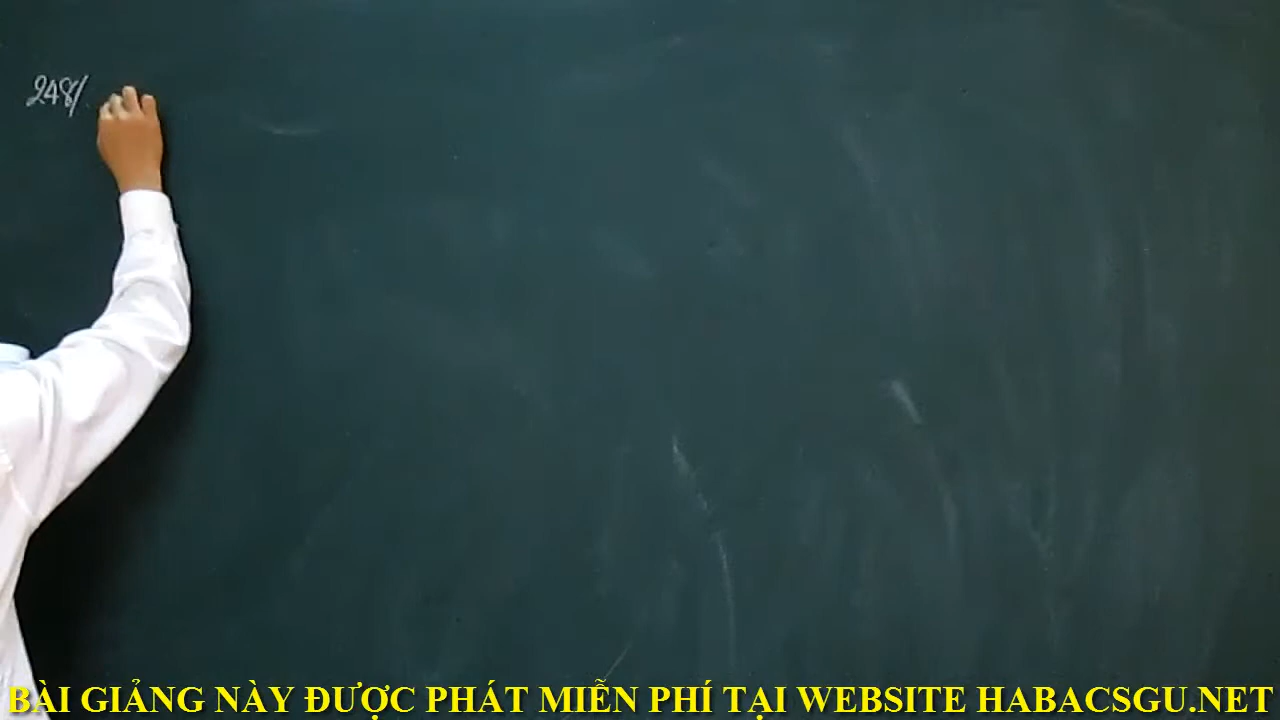 248/
BÀI GIẢNG NÀY ĐƯỢC PHÁT MIỄN PHÍ TẠI WEBSITE HABACSGU.NET